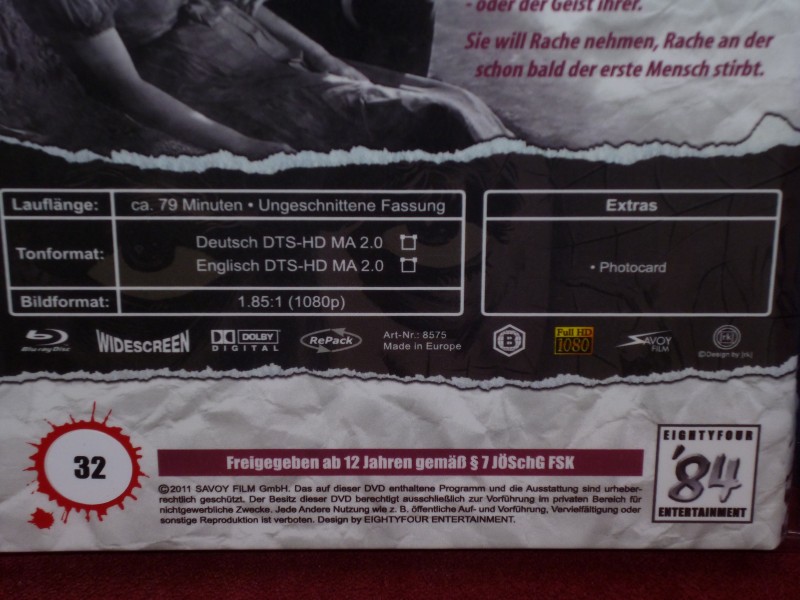 - oder der Geist ihrer.
Sie will Rache nehmen, Rache an der
schon bald der erste Mensch stirbt.
Lauflänge: ca. 79 Minuten • Ungeschnittene Fassung
Tonformat: Deutsch DTS-HD MA 2.0
Englisch DTS-HD MA 2.0
Bildformat: 1.85:1 (1080p)
Extras
• Photocard
Blu-ray Disc
WIDESCREEN
DOLBY
DIGITAL
RePack
Art-Nr.: 8575
Made in Europe
B
Full HD
1080
SAVOY
FILM
©Design by [nk]
32
Freigegeben ab 12 Jahren gemäß § 7 JÖSchG FSK
©2011 SAVOY FILM GmbH. Das auf dieser DVD enthaltene Programm und die Ausstattung sind urheber-
rechtlich geschützt. Der Besitz dieser DVD berechtigt ausschließlich zur Vorführung im privaten Bereich für
nichtgewerbliche Zwecke. Jede Andere Nutzung wie z. B. öffentliche Auf- und Vorführung, Vervielfältigung oder
sonstige Reproduktion ist verboten. Design by EIGHTYFOUR ENTERTAINMENT.
EIGHTYFOUR
'84
ENTERTAINMENT